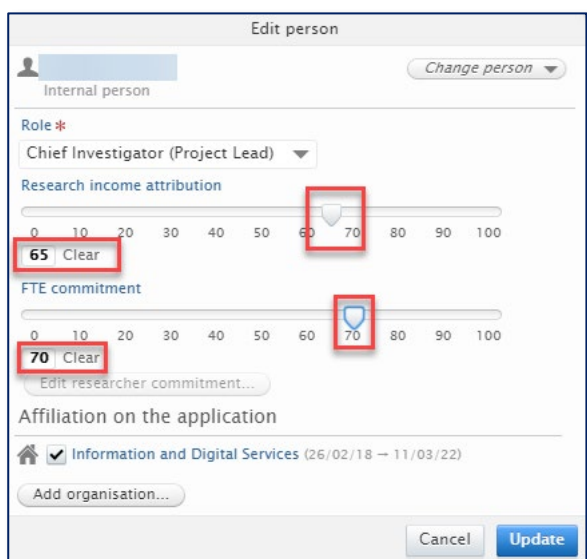 Edit person
Change person
Internal person
Role *
Chief Investigator (Project Lead)
Research income attribution
0 10 20 30 40 50 60 70 80 90 100
65 Clear
FTE commitment
0 10 20 30 40 50 60 70 80 90 100
70 Clear
Edit researcher commitment...
Affiliation on the application
Information and Digital Services (26/02/18 → 11/03/22)
Add organisation...
Cancel Update